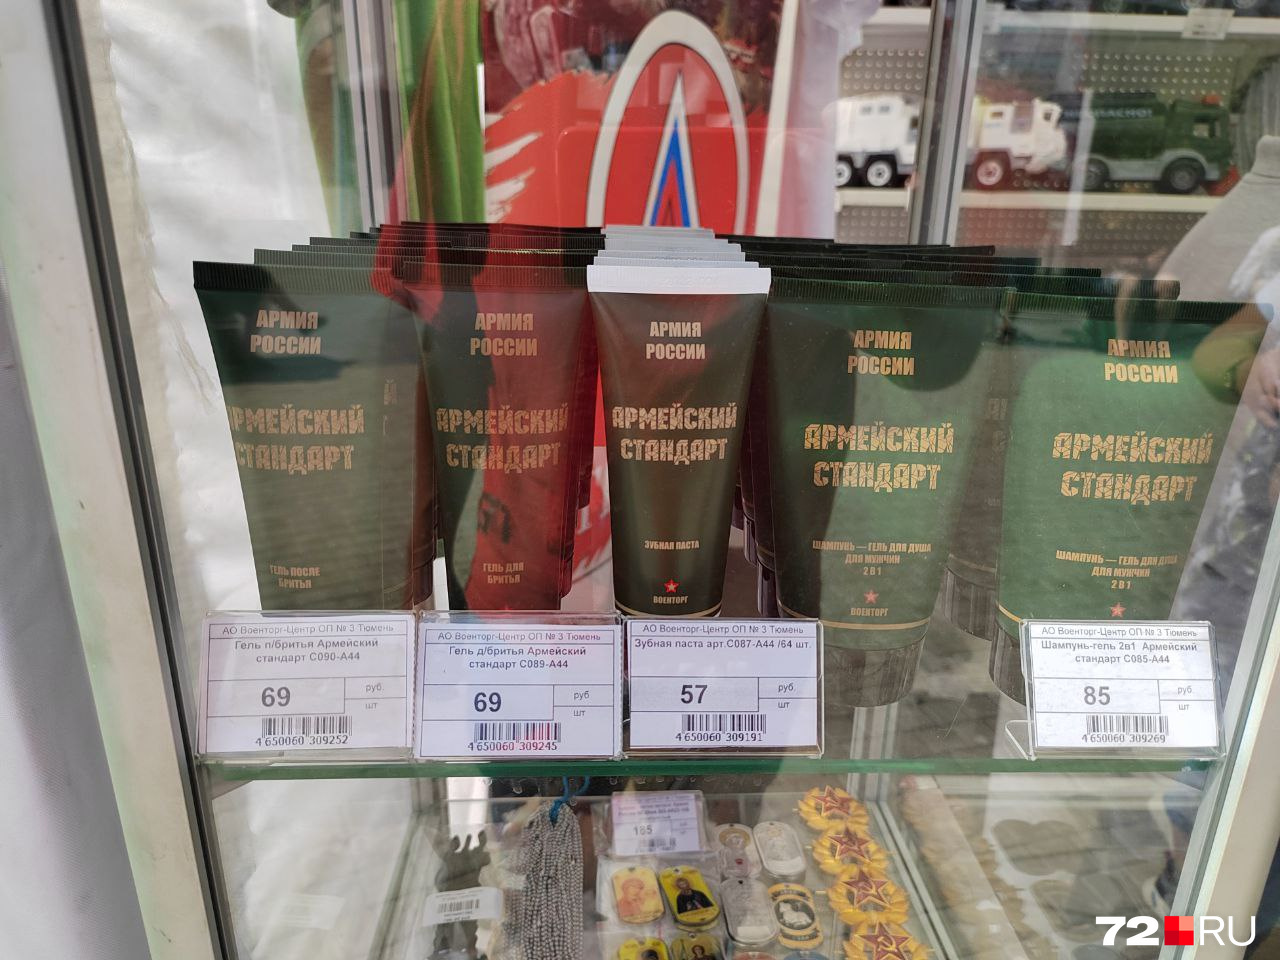 АРМИЯ
РОССИИ
АРМЕЙСКИЙ
СТАНДАРТ
ГЕЛЬ ПОСЛЕ
БРИТЬЯ
АРМИЯ
РОССИИ
АРМЕЙСКИЙ
СТАНДАРТ
ГЕЛЬ ДЛЯ
БРИТЬЯ
АРМИЯ
РОССИИ
АРМЕЙСКИЙ
СТАНДАРТ
ЗУБНАЯ ПАСТА
ВОЕНТОРГ
АРМИЯ
РОССИИ
АРМЕЙСКИЙ
СТАНДАРТ
ШАМПУНЬ — ГЕЛЬ ДЛЯ ДУША
ДЛЯ МУЖЧИН
2 В 1
ВОЕНТОРГ
АРМИЯ
РОССИИ
АРМЕЙСКИЙ
СТАНДАРТ
ШАМПУНЬ — ГЕЛЬ ДЛЯ ДУША
ДЛЯ МУЖЧИН
2 В 1
АО Военторг-Центр ОП № 3 Тюмень
Гель п/бритья Армейский
стандарт С090-А44
69
руб.
шт
4 650060 309252
АО Военторг-Центр ОП № 3 Тюмень
Гель д/бритья Армейский
стандарт С089-А44
69
руб
шт
4 650060 309245
АО Военторг-Центр ОП № 3 Тюмень
Зубная паста арт.С087-А44 /64 шт.
57
руб.
шт
4 650060 309191
АО Военторг-Центр ОП № 3 Тюмень
Шампунь-гель 2в1 Армейский
стандарт С085-А44
85
руб.
шт
4 650060 309269
185
72 RU